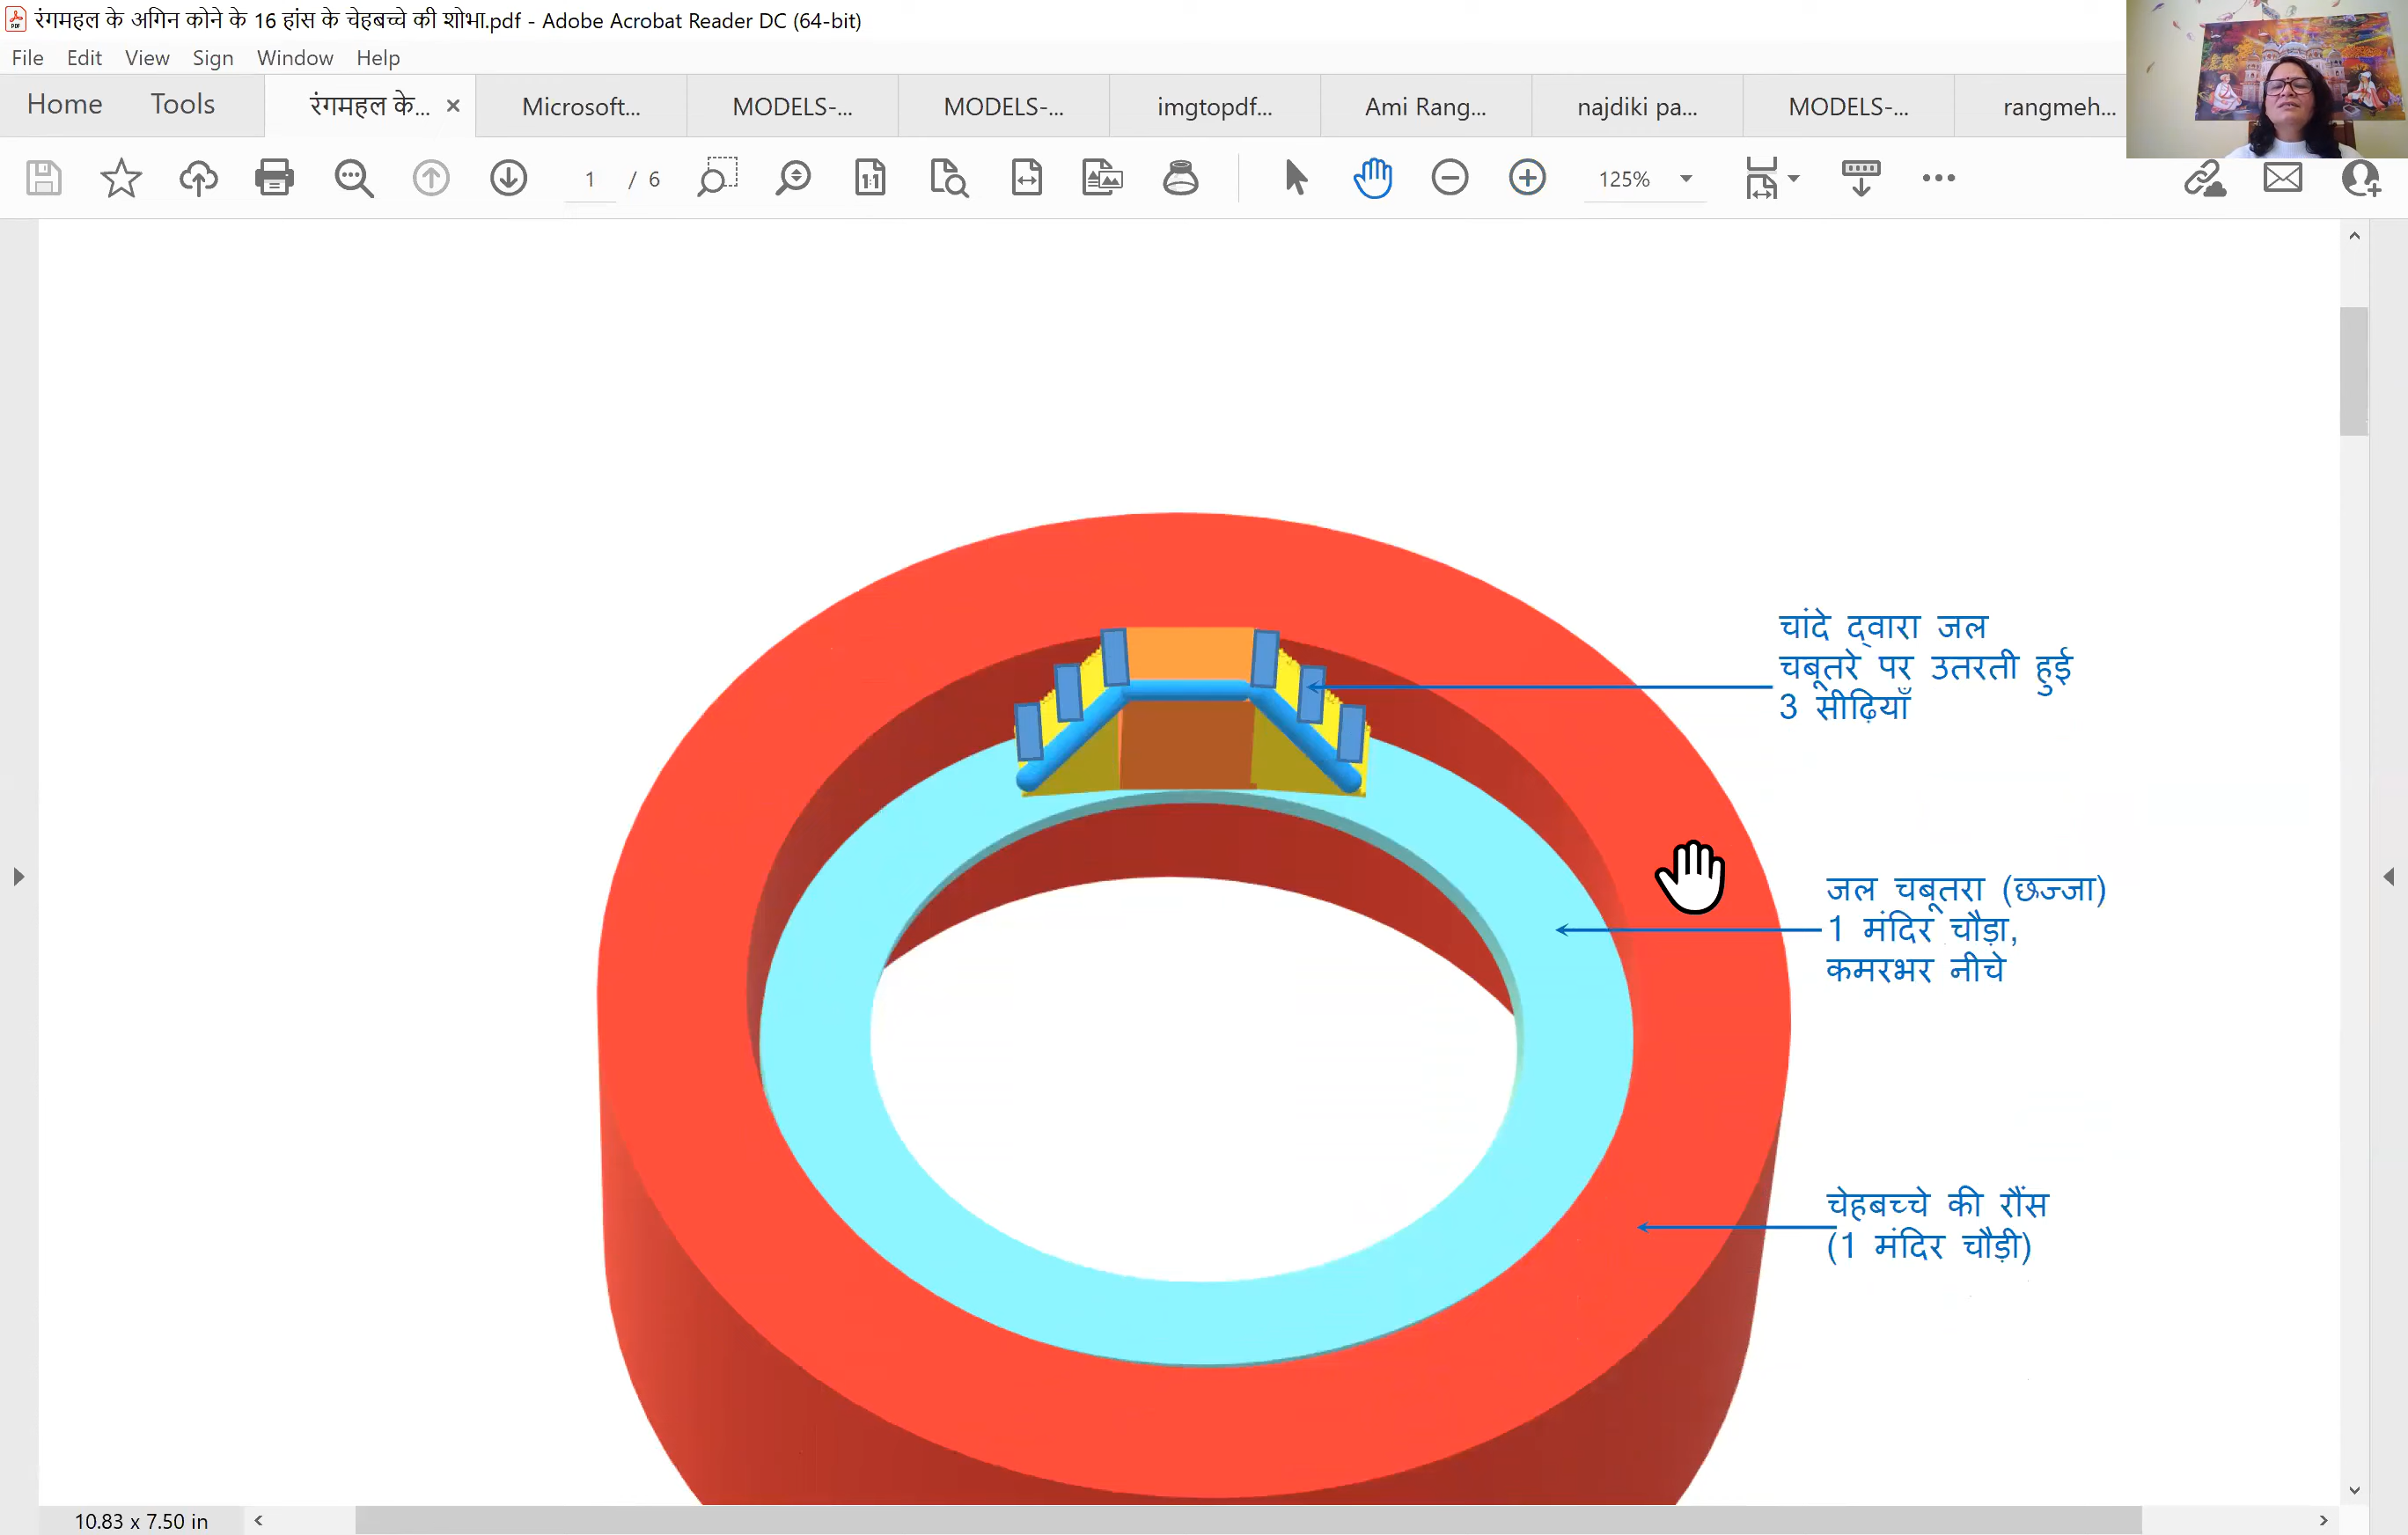 रंगमहल के अगिन कोने के 16 हांस के चेहबच्चे की शोभा.pdf - Adobe Acrobat Reader DC (64-bit)
File Edit View Sign Window Help
Home Tools रंगमहल के... × Microsoft... MODELS-... MODELS-... imgtopdf... Ami Rang... najdiki pa... MODELS-... rangmeh...
1 / 6 1:1 125%
चांदे द्वारा जल
चबूतरे पर उतरती हुई
3 सीढ़ियाँ
जल चबूतरा (छज्जा)
1 मंदिर चौड़ा,
कमरभर नीचे
चेहबच्चे की रौंस
(1 मंदिर चौड़ी)
10.83 x 7.50 in